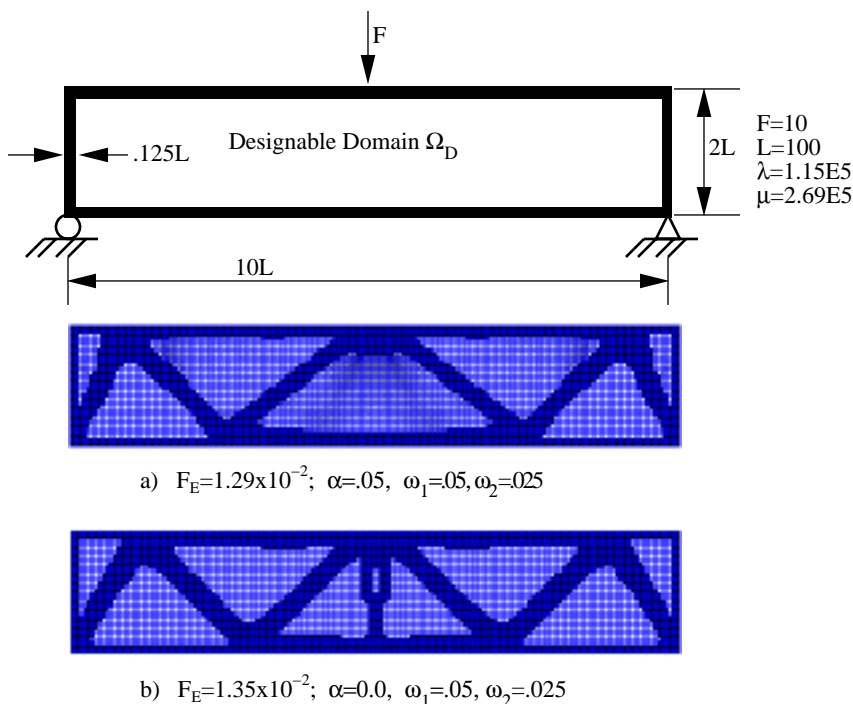 F
Designable Domain Ω_D
.125L
2L
F=10
L=100
λ=1.15E5
μ=2.69E5
10L
a) F_E=1.29x10^−2; α=.05, ω_1=.05, ω_2=.025
b) F_E=1.35x10^−2; α=0.0, ω_1=.05, ω_2=.025